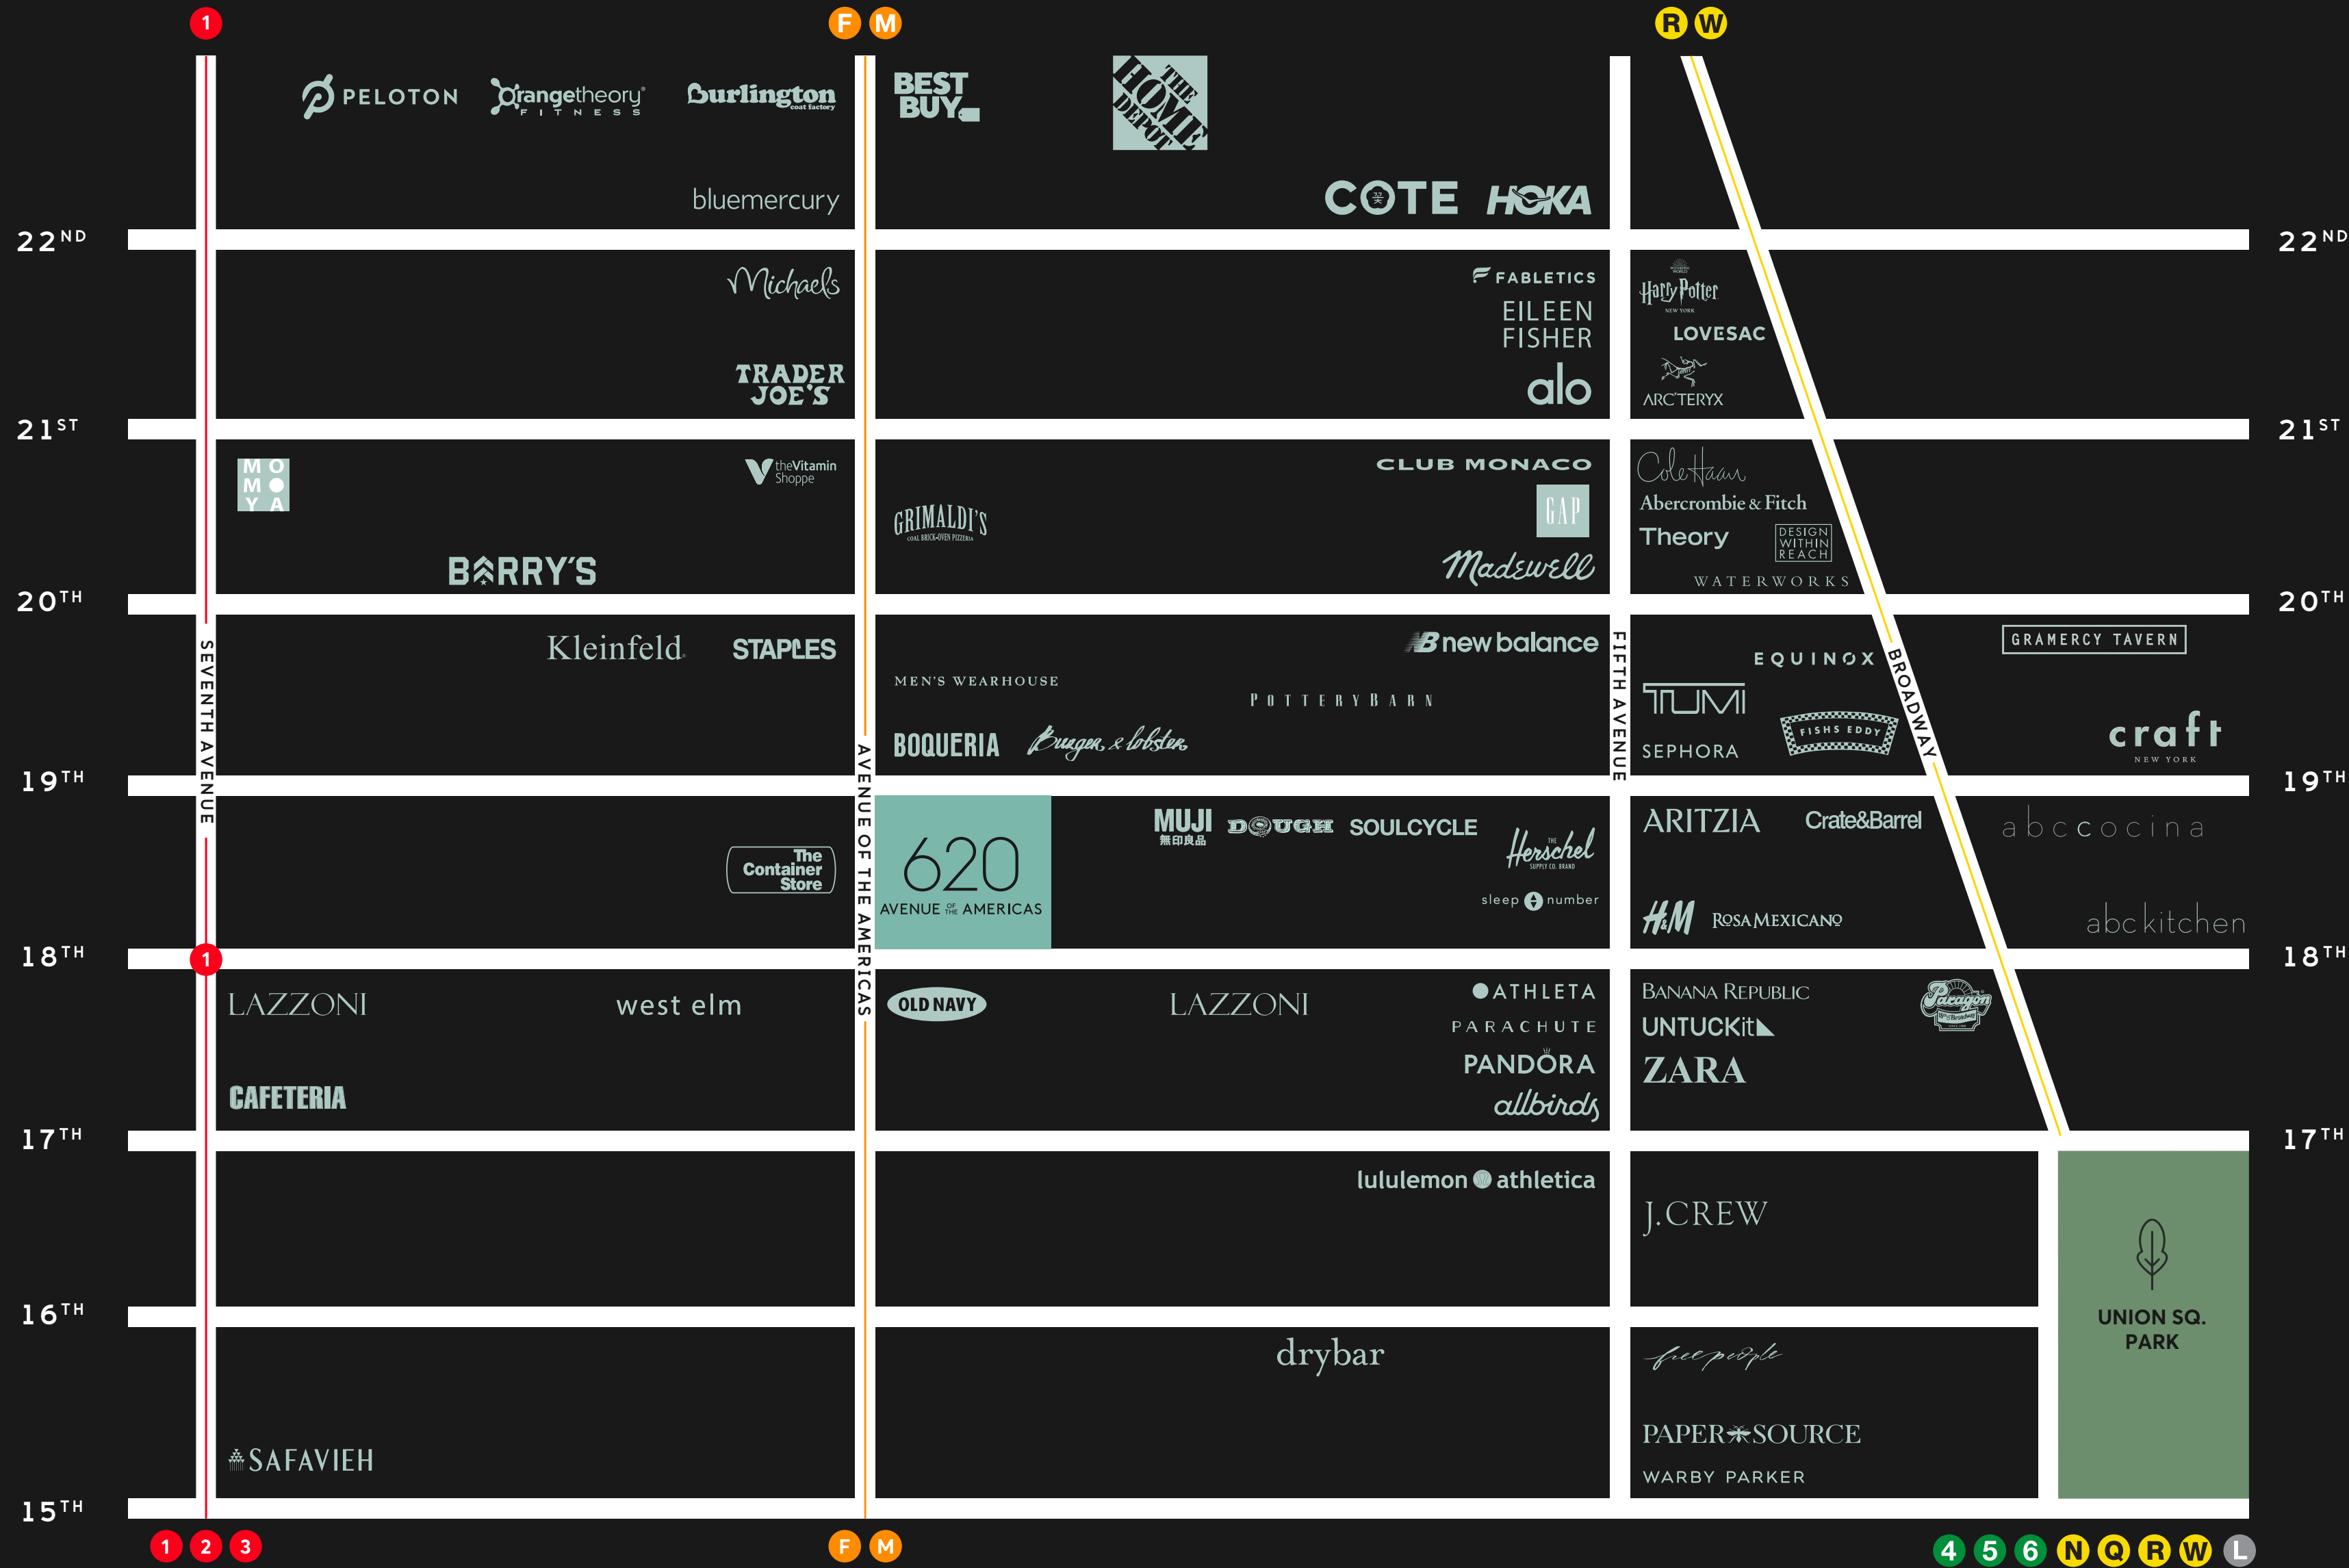 1
F M
R W
PELOTON
Orangetheory®
FITNESS
Burlington
coat factory
BEST
BUY
THE
HOME
DEPOT
bluemercury
COTE
HOKA
22ND
22ND
Michaels
TRADER
JOE'S
FABLETICS
EILEEN
FISHER
alo
Harry Potter
NEW YORK
LOVESAC
ARC'TERYX
21ST
21ST
MO
MO
YA
theVitamin
Shoppe
BARRY'S
GRIMALDI'S
COAL BRICK-OVEN PIZZERIA
CLUB MONACO
GAP
Madewell
Cole Haan
Abercrombie & Fitch
Theory
DESIGN
WITHIN
REACH
WATERWORKS
20TH
20TH
SEVENTH AVENUE
Kleinfeld
STAPLES
AVENUE OF THE AMERICAS
MEN'S WEARHOUSE
new balance
POTTERY BARN
BOQUERIA
Burger & Lobster
FIFTH AVENUE
EQUINOX
TUMI
SEPHORA
FISHS EDDY
BROADWAY
GRAMERCY TAVERN
craft
NEW YORK
19TH
19TH
The
Container
Store
620
AVENUE OF THE AMERICAS
MUJI
無印良品
DOUGH
SOULCYCLE
THE
Herschel
SUPPLY CO. BRAND
sleep number
ARITZIA
Crate&Barrel
H&M
ROSA MEXICANO
abccocina
abckitchen
18TH
1
18TH
LAZZONI
west elm
CAFETERIA
OLD NAVY
LAZZONI
ATHLETA
PARACHUTE
PANDORA
allbirds
BANANA REPUBLIC
UNTUCKit
ZARA
Paragon
17TH
17TH
lululemon athletica
J.CREW
UNION SQ.
PARK
16TH
drybar
free people
SAFAVIEH
PAPER SOURCE
WARBY PARKER
15TH
1 2 3
F M
4 5 6 N Q R W L